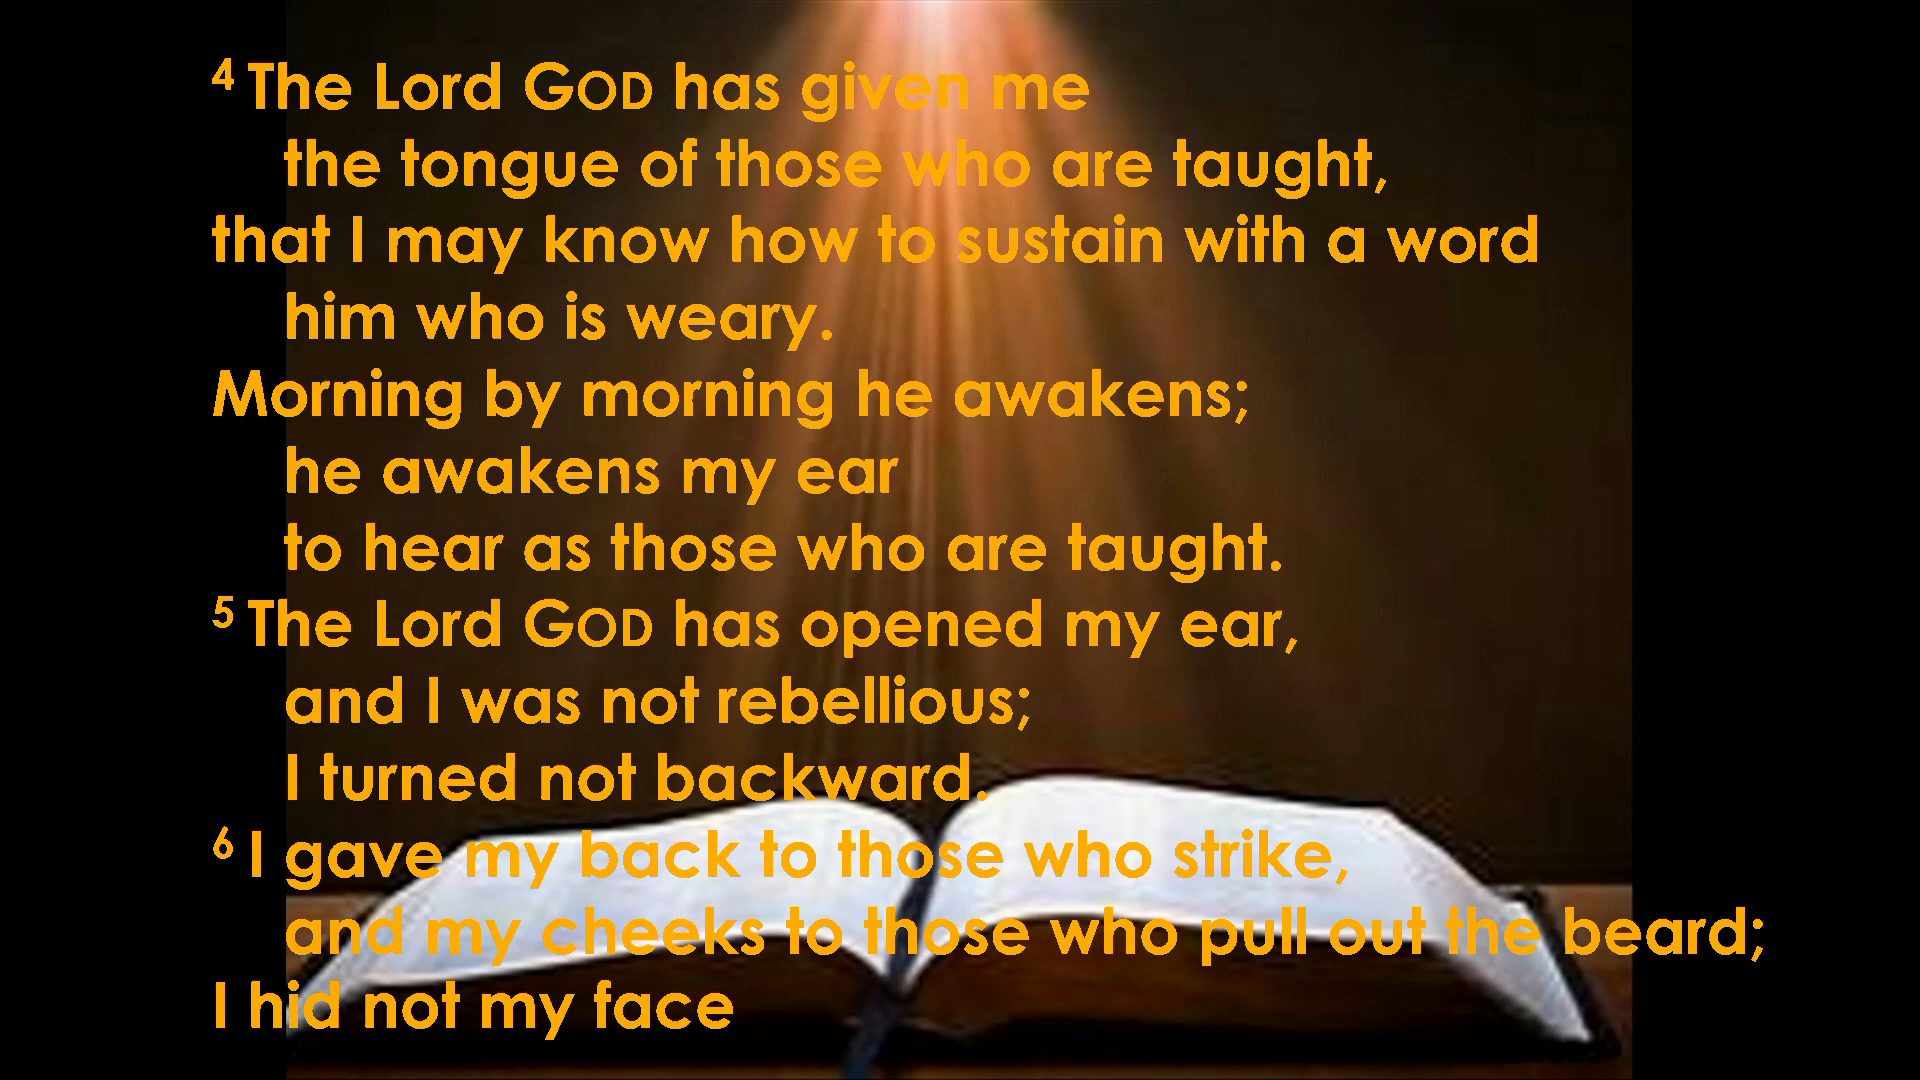 4 The Lord GOD has given me
the tongue of those who are taught,
that I may know how to sustain with a word
him who is weary.
Morning by morning he awakens;
he awakens my ear
to hear as those who are taught.
5 The Lord GOD has opened my ear,
and I was not rebellious;
I turned not backward.
6 I gave my back to those who strike,
and my cheeks to those who pull out the beard;
I hid not my face